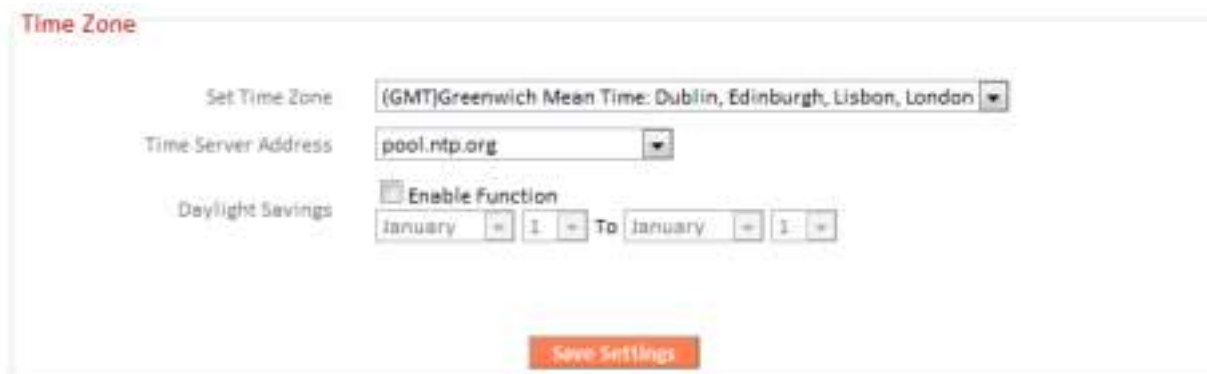 Time Zone
Set Time Zone (GMT)Greenwich Mean Time: Dublin, Edinburgh, Lisbon, London
Time Server Address pool.ntp.org
Enable Function
Daylight Savings
January 1 To January 1
Save Settings